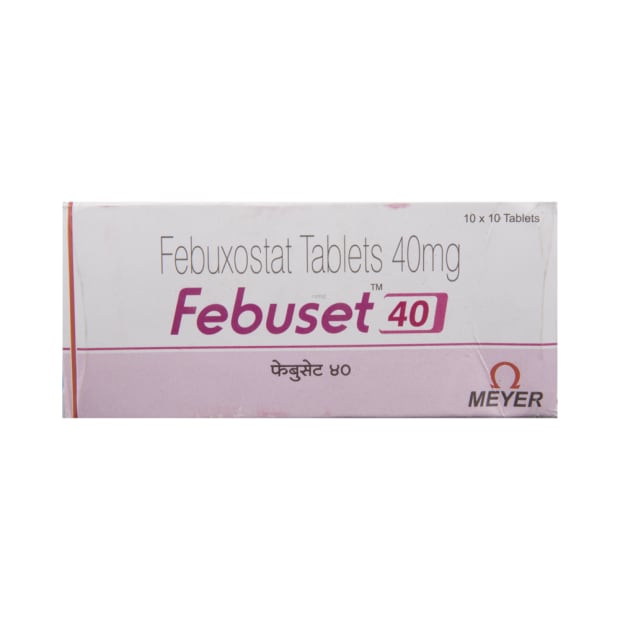 10 x 10 Tablets
Febuxostat Tablets 40mg
Febuset™ 40
फेबुसेट ४०
MEYER